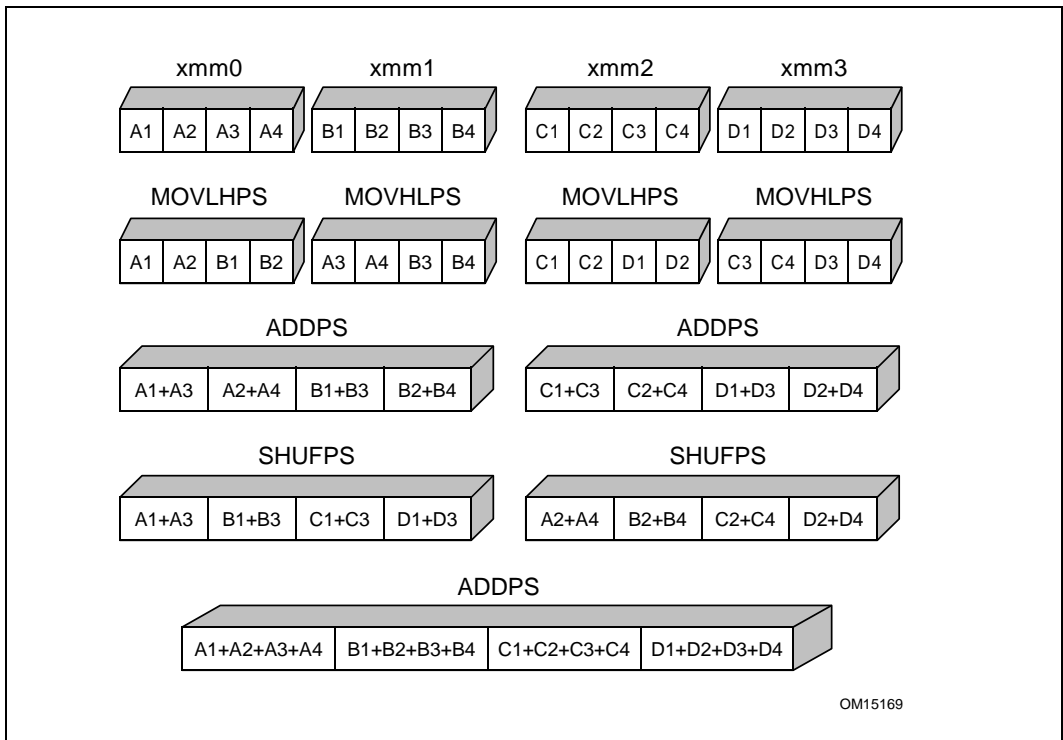 xmm0 xmm1 xmm2 xmm3
A1 A2 A3 A4 B1 B2 B3 B4 C1 C2 C3 C4 D1 D2 D3 D4
MOVLHPS MOVHLPS MOVLHPS MOVHLPS
A1 A2 B1 B2 A3 A4 B3 B4 C1 C2 D1 D2 C3 C4 D3 D4
ADDPS ADDPS
A1+A3 A2+A4 B1+B3 B2+B4 C1+C3 C2+C4 D1+D3 D2+D4
SHUFPS SHUFPS
A1+A3 B1+B3 C1+C3 D1+D3 A2+A4 B2+B4 C2+C4 D2+D4
ADDPS
A1+A2+A3+A4 B1+B2+B3+B4 C1+C2+C3+C4 D1+D2+D3+D4
OM15169